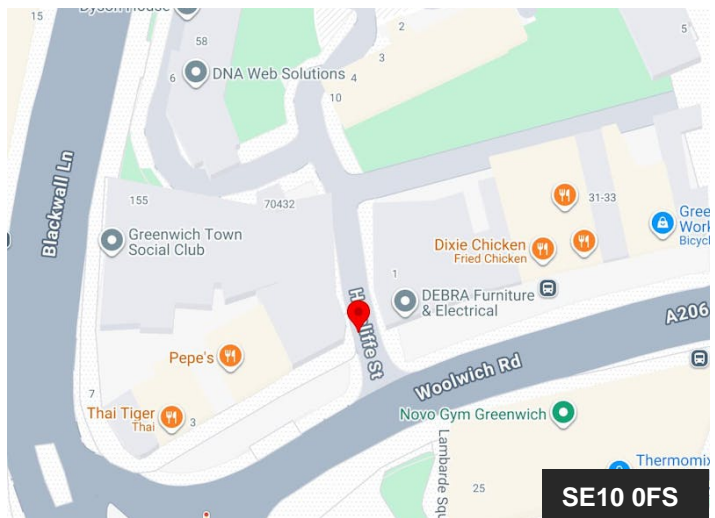 15
Dyson House
58
2
3
5
6
DNA Web Solutions
4
10
Blackwall Ln
155
70432
31-33
Greenwich Town
Social Club
Dixie Chicken
Fried Chicken
Gree
Work
Bicycl
1
DEBRA Furniture
& Electrical
A206
Pepe's
Woolwich Rd
7
Thai Tiger
Thai
3
Novo Gym Greenwich
Lambarde Squ
25
Thermomix
SE10 0FS